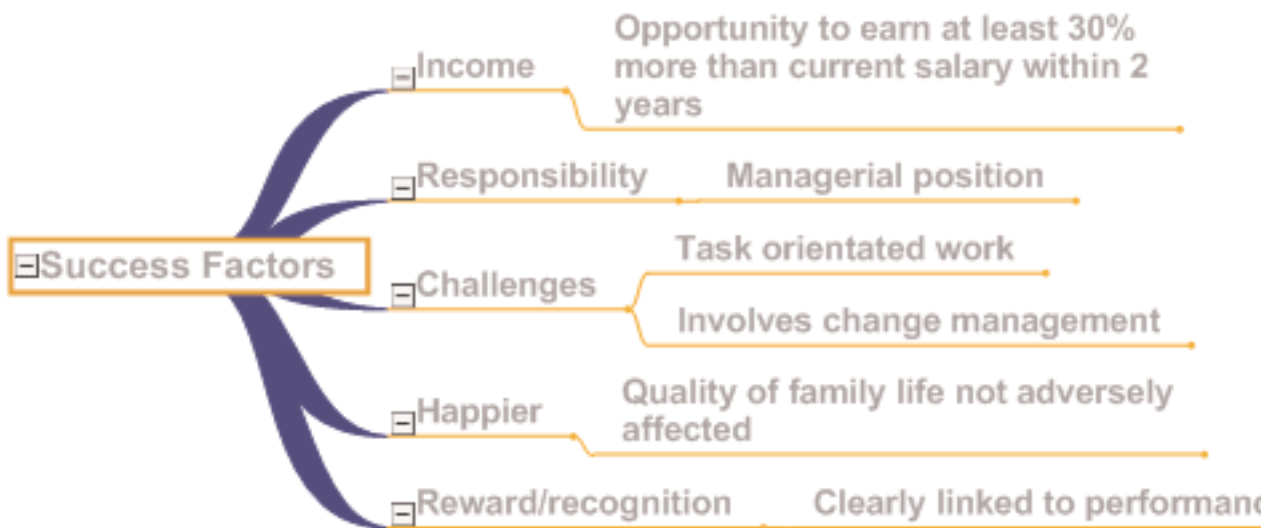 Success Factors
Income
Opportunity to earn at least 30%
more than current salary within 2
years
Responsibility
Managerial position
Challenges
Task orientated work
Involves change management
Happier
Quality of family life not adversely
affected
Reward/recognition
Clearly linked to performanc